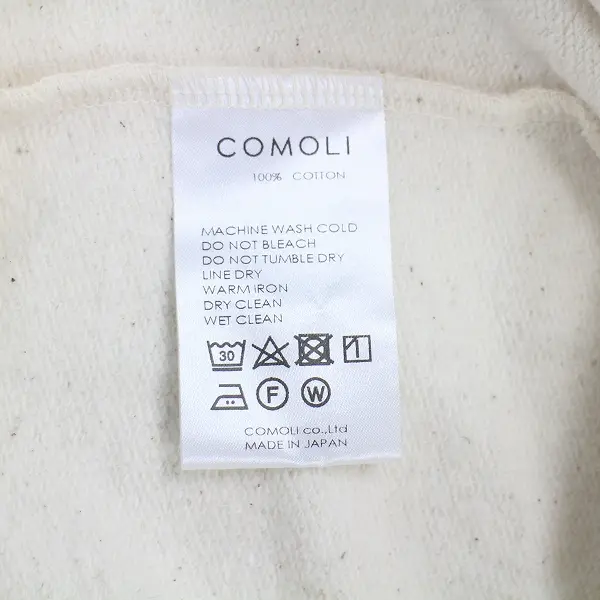 COMOLI
100% COTTON
MACHINE WASH COLD
DO NOT BLEACH
DO NOT TUMBLE DRY
LINE DRY
WARM IRON
DRY CLEAN
WET CLEAN
30
F W
COMOLI co.,Ltd
MADE IN JAPAN